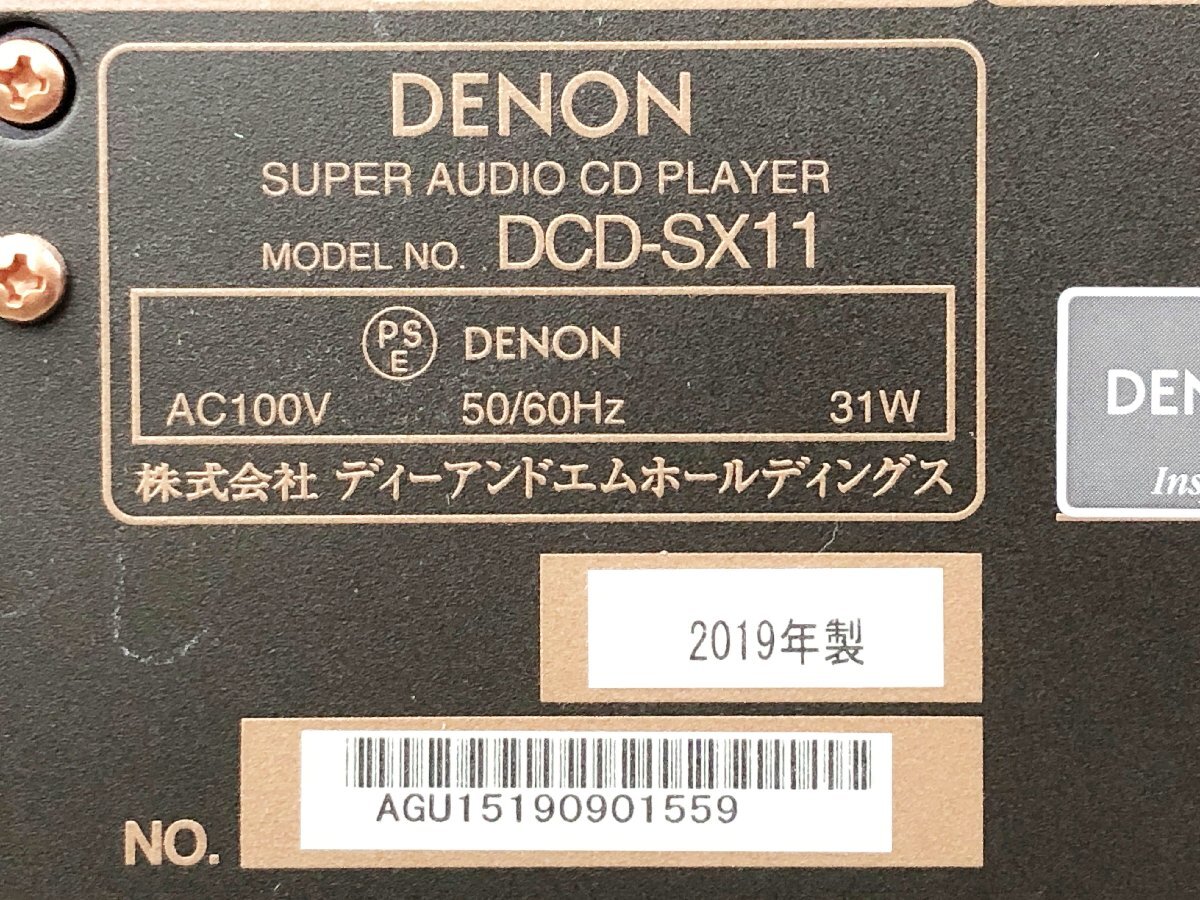 DENON
SUPER AUDIO CD PLAYER
MODEL NO. DCD-SX11
PSE DENON
AC100V 50/60Hz 31W
株式会社 ディーアンドエムホールディングス
DEN
Ins
2019年製
NO. AGU15190901559